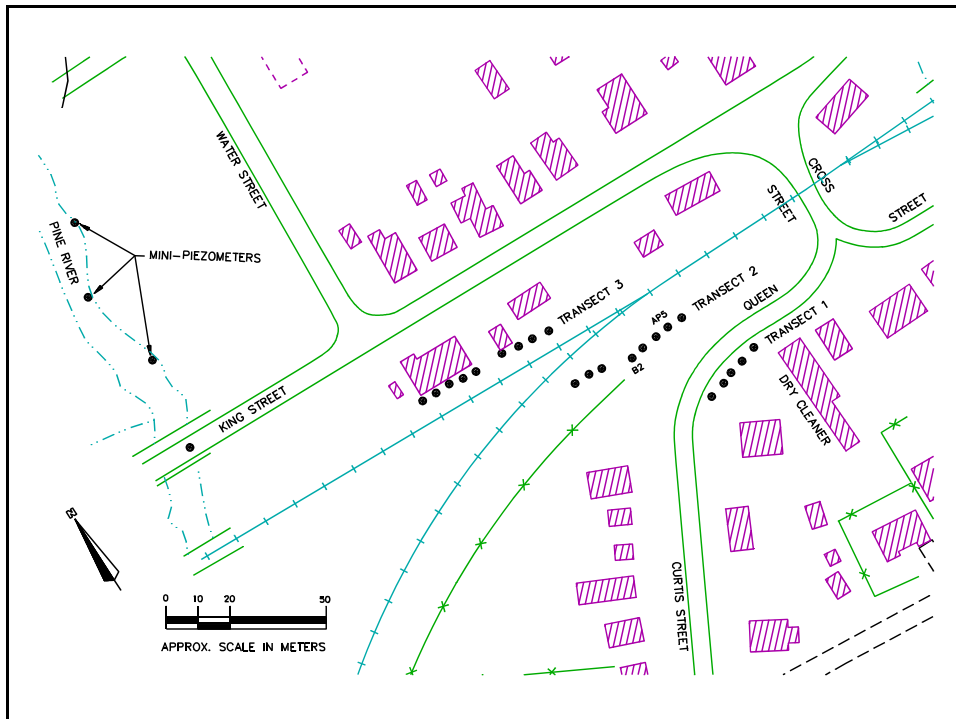 WATER STREET
CROSS
STREET
STREET
PINE RIVER
MINI-PIEZOMETERS
TRANSECT 3
TRANSECT 2
AP5
QUEEN
TRANSECT 1
B2
DRY CLEANER
KING STREET
N
0 10 20 50
APPROX. SCALE IN METERS
CURTIS STREET